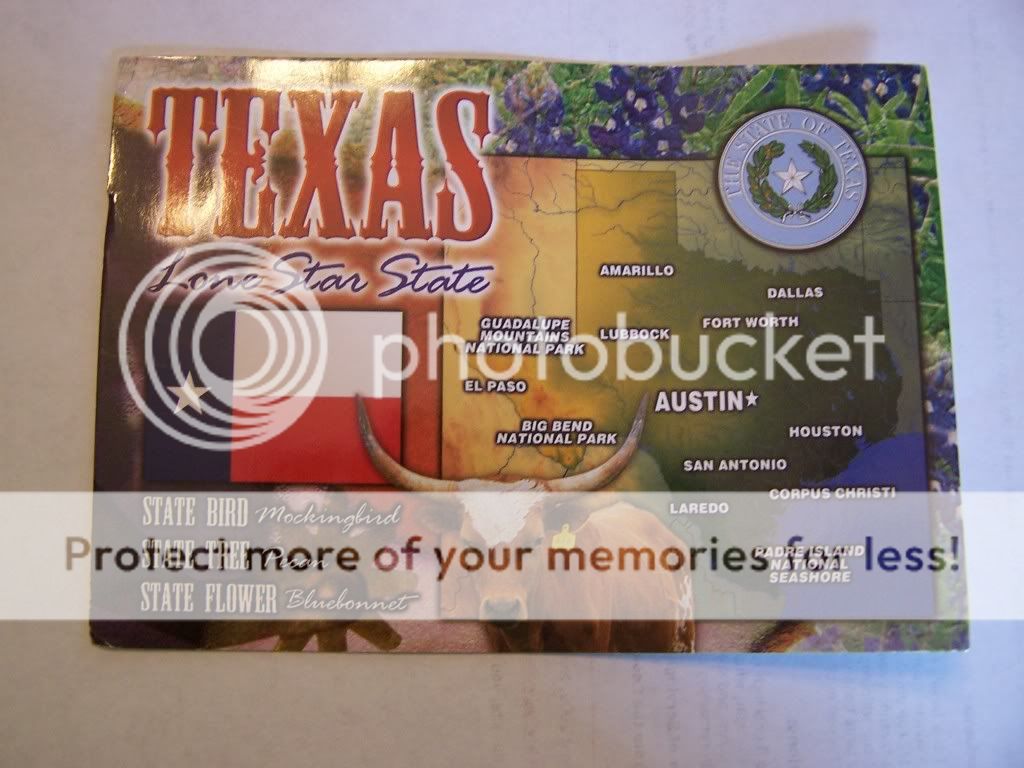 TEXAS
Lone Star State
THE STATE OF TEXAS
AMARILLO
DALLAS
GUADALUPE
MOUNTAINS
NATIONAL PARK
LUBBOCK
FORT WORTH
photobucket
EL PASO
AUSTIN
BIG BEND
NATIONAL PARK
HOUSTON
SAN ANTONIO
CORPUS CHRISTI
LAREDO
STATE BIRD Mockingbird
Protect more of your memories for less!
STATE TREE Pecan
PADRE ISLAND
NATIONAL
SEASHORE
STATE FLOWER Bluebonnet